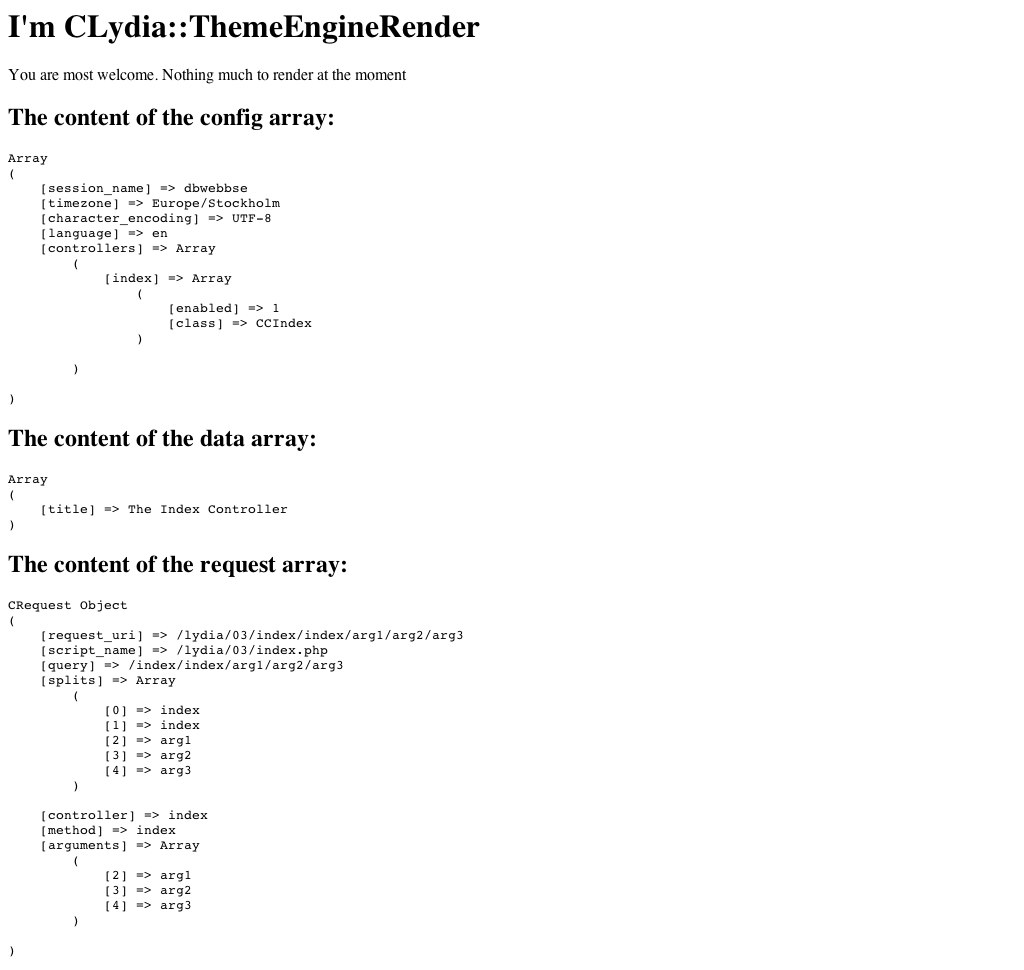 I'm CLydia::ThemeEngineRender
You are most welcome. Nothing much to render at the moment
The content of the config array:
Array
(
    [session_name] => dbwebbse
    [timezone] => Europe/Stockholm
    [character_encoding] => UTF-8
    [language] => en
    [controllers] => Array
        (
            [index] => Array
                (
                    [enabled] => 1
                    [class] => CCIndex
                )
        )
)
The content of the data array:
Array
(
    [title] => The Index Controller
)
The content of the request array:
CRequest Object
(
    [request_uri] => /lydia/03/index/index/arg1/arg2/arg3
    [script_name] => /lydia/03/index.php
    [query] => /index/index/arg1/arg2/arg3
    [splits] => Array
        (
            [0] => index
            [1] => index
            [2] => arg1
            [3] => arg2
            [4] => arg3
        )
    [controller] => index
    [method] => index
    [arguments] => Array
        (
            [2] => arg1
            [3] => arg2
            [4] => arg3
        )
)